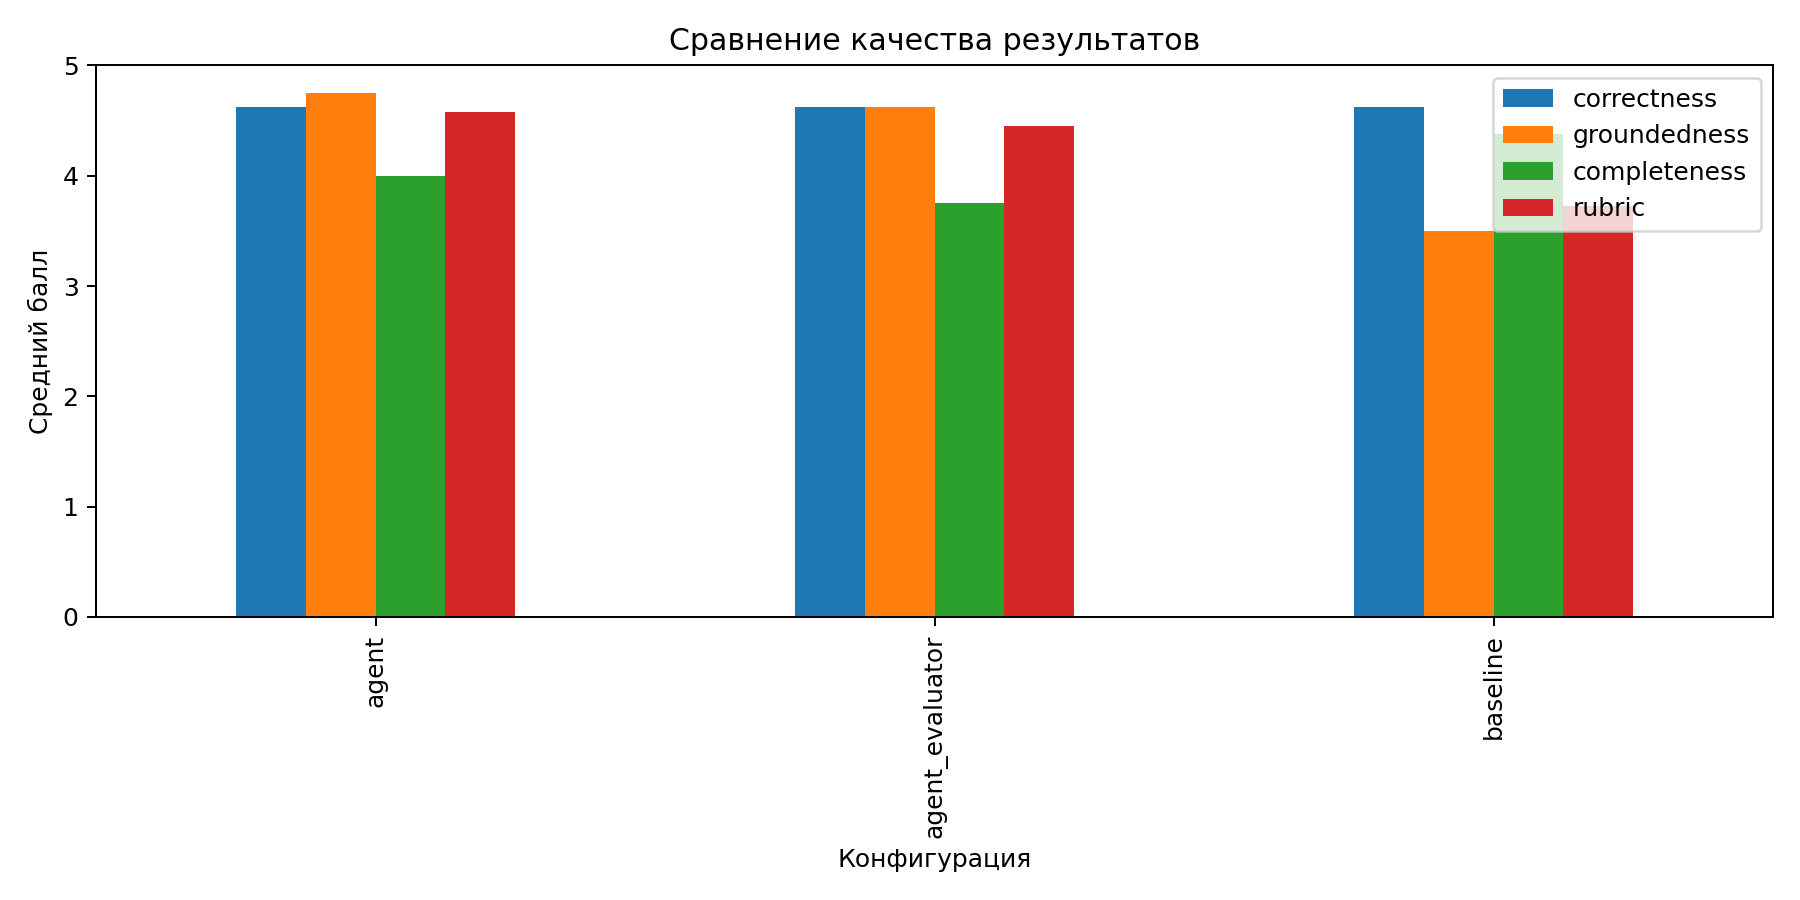 Сравнение качества результатов
5
4
3
2
1
0
Средний балл
correctness
groundedness
completeness
rubric
agent
agent_evaluator
baseline
Конфигурация